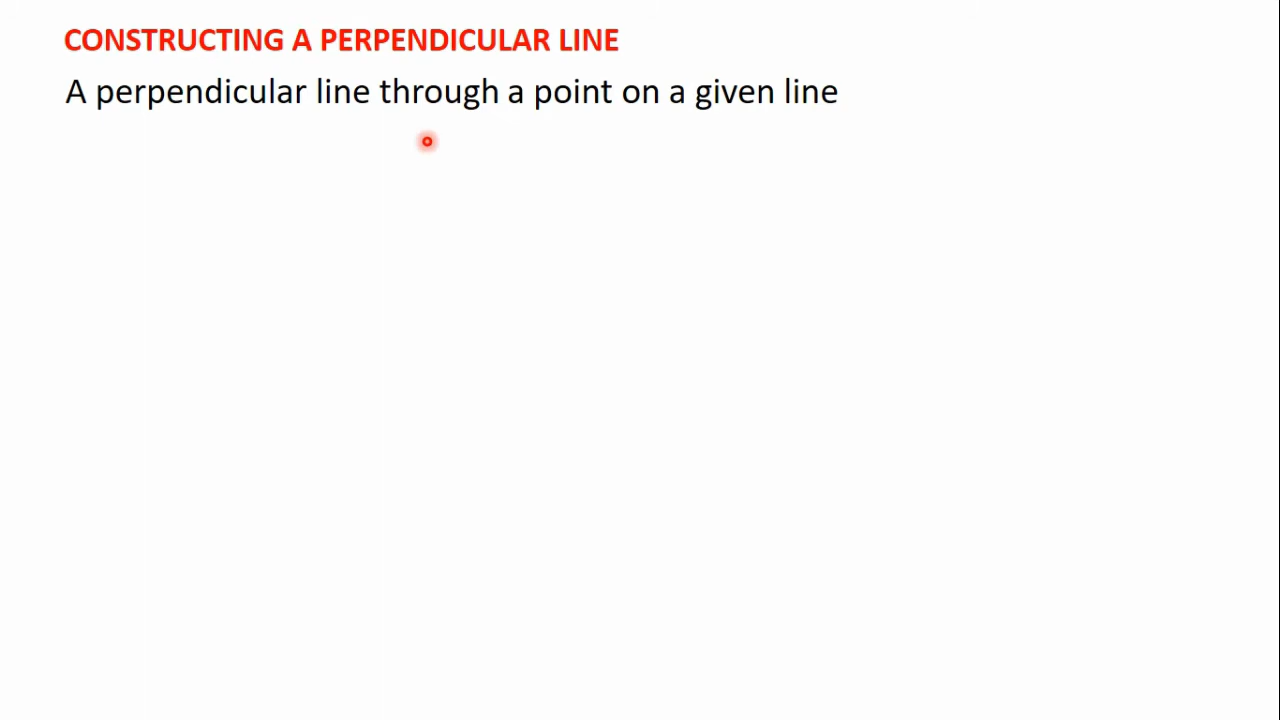 CONSTRUCTING A PERPENDICULAR LINE
A perpendicular line through a point on a given line